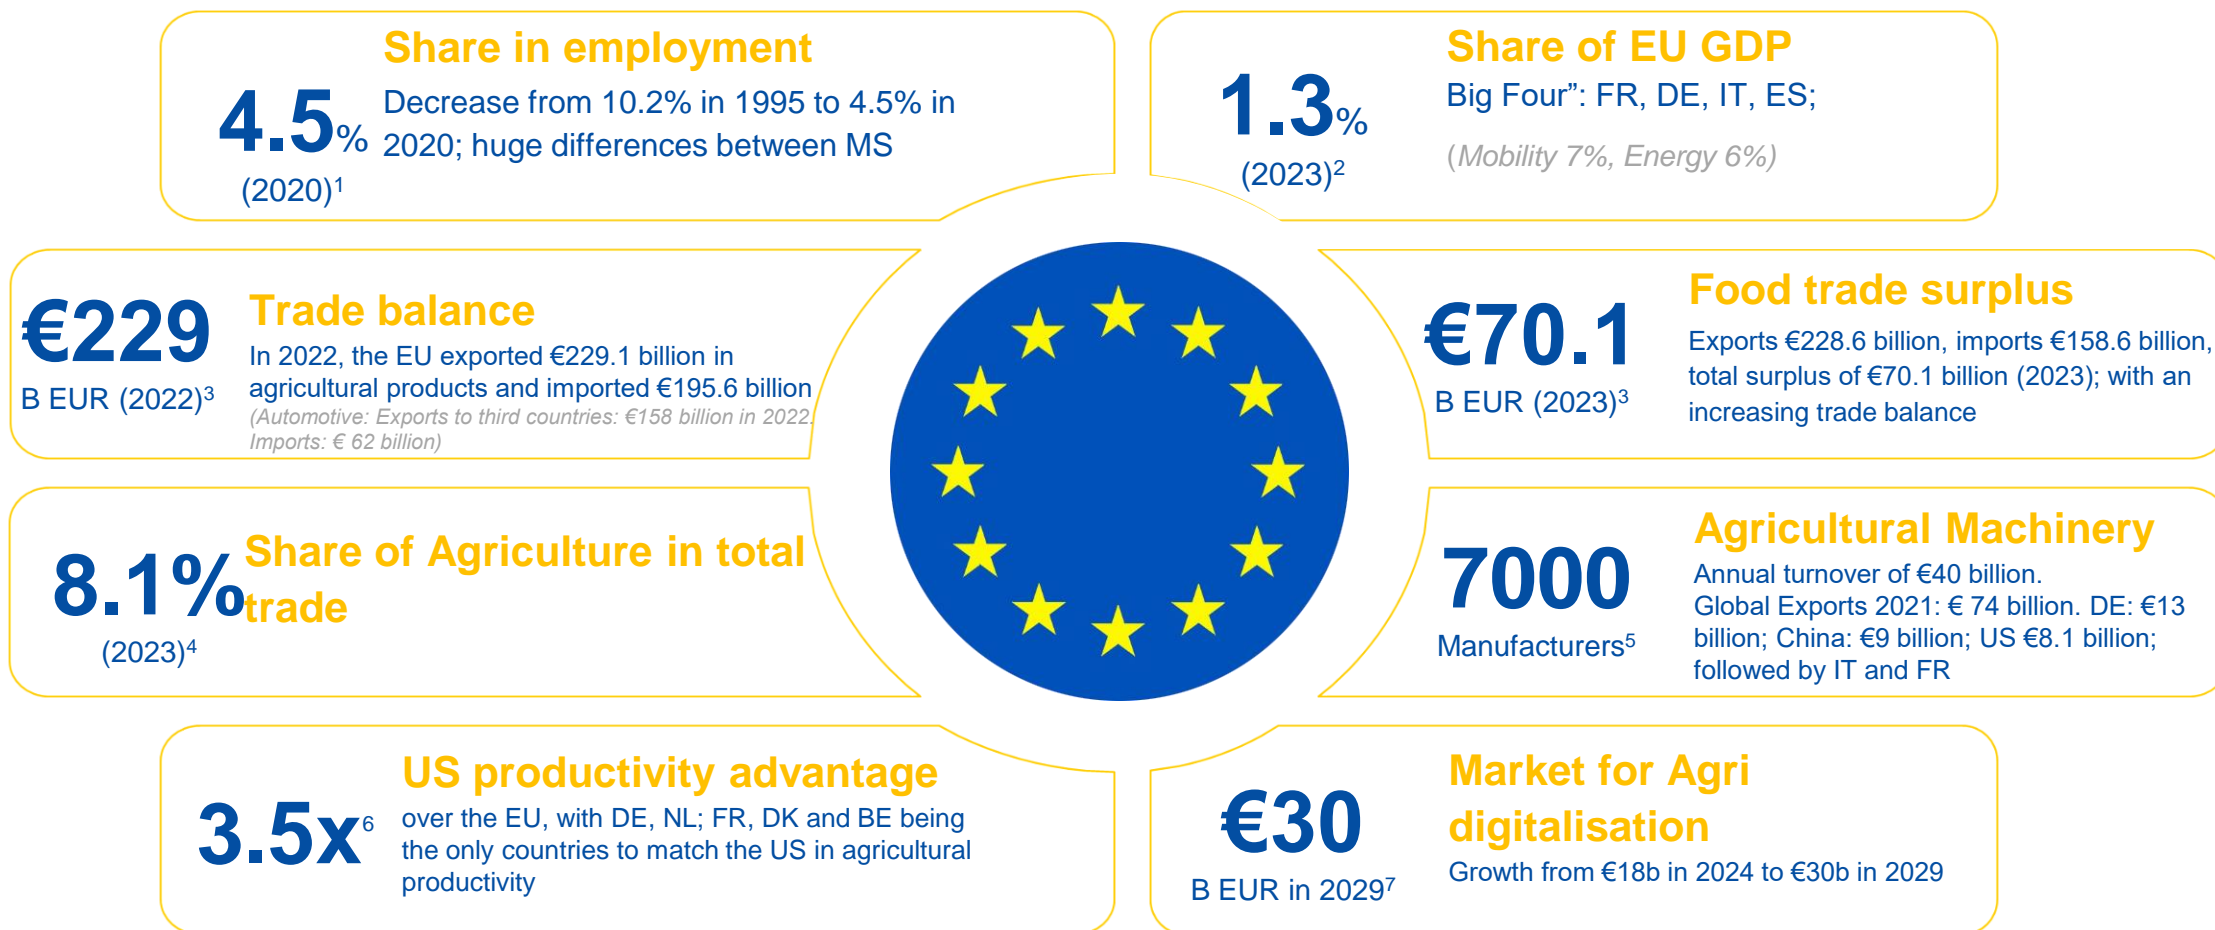 Share in employment
4.5%
(2020)1
Decrease from 10.2% in 1995 to 4.5% in
2020; huge differences between MS
Share of EU GDP
1.3%
(2023)2
Big Four”: FR, DE, IT, ES;
(Mobility 7%, Energy 6%)
€229
B EUR (2022)3
Trade balance
In 2022, the EU exported €229.1 billion in
agricultural products and imported €195.6 billion
(Automotive: Exports to third countries: €158 billion in 2022.
Imports: € 62 billion)
€70.1
B EUR (2023)3
Food trade surplus
Exports €228.6 billion, imports €158.6 billion,
total surplus of €70.1 billion (2023); with an
increasing trade balance
8.1%
(2023)4
Share of Agriculture in total
trade
7000
Manufacturers5
Agricultural Machinery
Annual turnover of €40 billion.
Global Exports 2021: € 74 billion. DE: €13
billion; China: €9 billion; US €8.1 billion;
followed by IT and FR
3.5x6
US productivity advantage
over the EU, with DE, NL; FR, DK and BE being
the only countries to match the US in agricultural
productivity
€30
B EUR in 20297
Market for Agri
digitalisation
Growth from €18b in 2024 to €30b in 2029